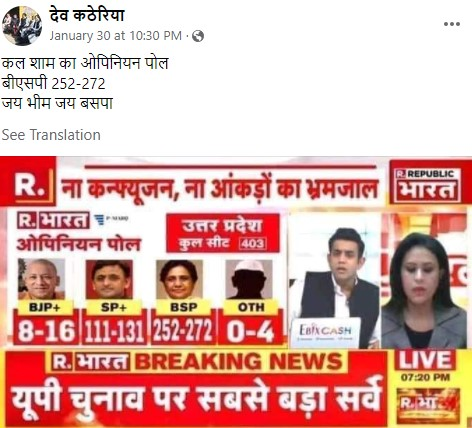 देव कठेरिया
January 30 at 10:30 PM ·
कल शाम का ओपिनियन पोल
बीएसपी 252-272
जय भीम जय बसपा
See Translation
R. ना कन्फ्यूजन, ना आंकड़ों का भ्रमजाल
R. REPUBLIC
भारत
R. भारत
ओपिनियन पोल
उत्तर प्रदेश
कुल सीट 403
BJP+ SP+ BSP OTH
8-16 111-131 252-272 0-4
EBIXCASH
R. भारत BREAKING NEWS
LIVE
07:20 PM
यूपी चुनाव पर सबसे बड़ा सर्वे
R. भा